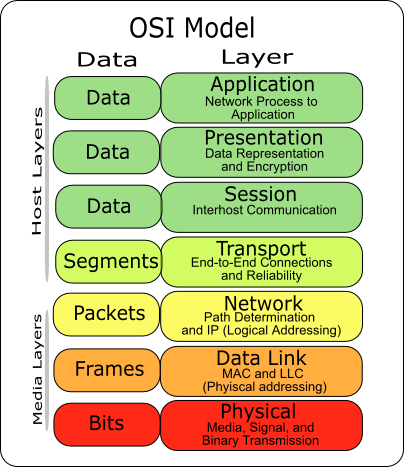 OSI Model
Data Layer
Host Layers
Data
Application
Network Process to
Application
Data
Presentation
Data Representation
and Encryption
Data
Session
Interhost Communication
Segments
Transport
End-to-End Connections
and Reliability
Media Layers
Packets
Network
Path Determination
and IP (Logical Addressing)
Frames
Data Link
MAC and LLC
(Phyiscal addressing)
Bits
Physical
Media, Signal, and
Binary Transmission